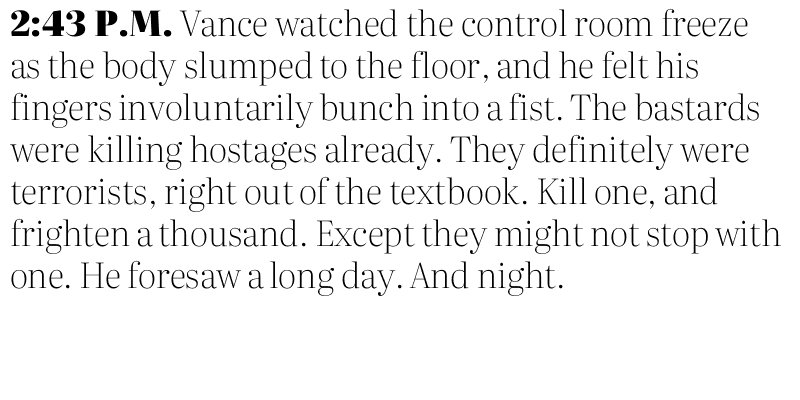 2:43 P.M. Vance watched the control room freeze
as the body slumped to the floor, and he felt his
fingers involuntarily bunch into a fist. The bastards
were killing hostages already. They definitely were
terrorists, right out of the textbook. Kill one, and
frighten a thousand. Except they might not stop with
one. He foresaw a long day. And night.